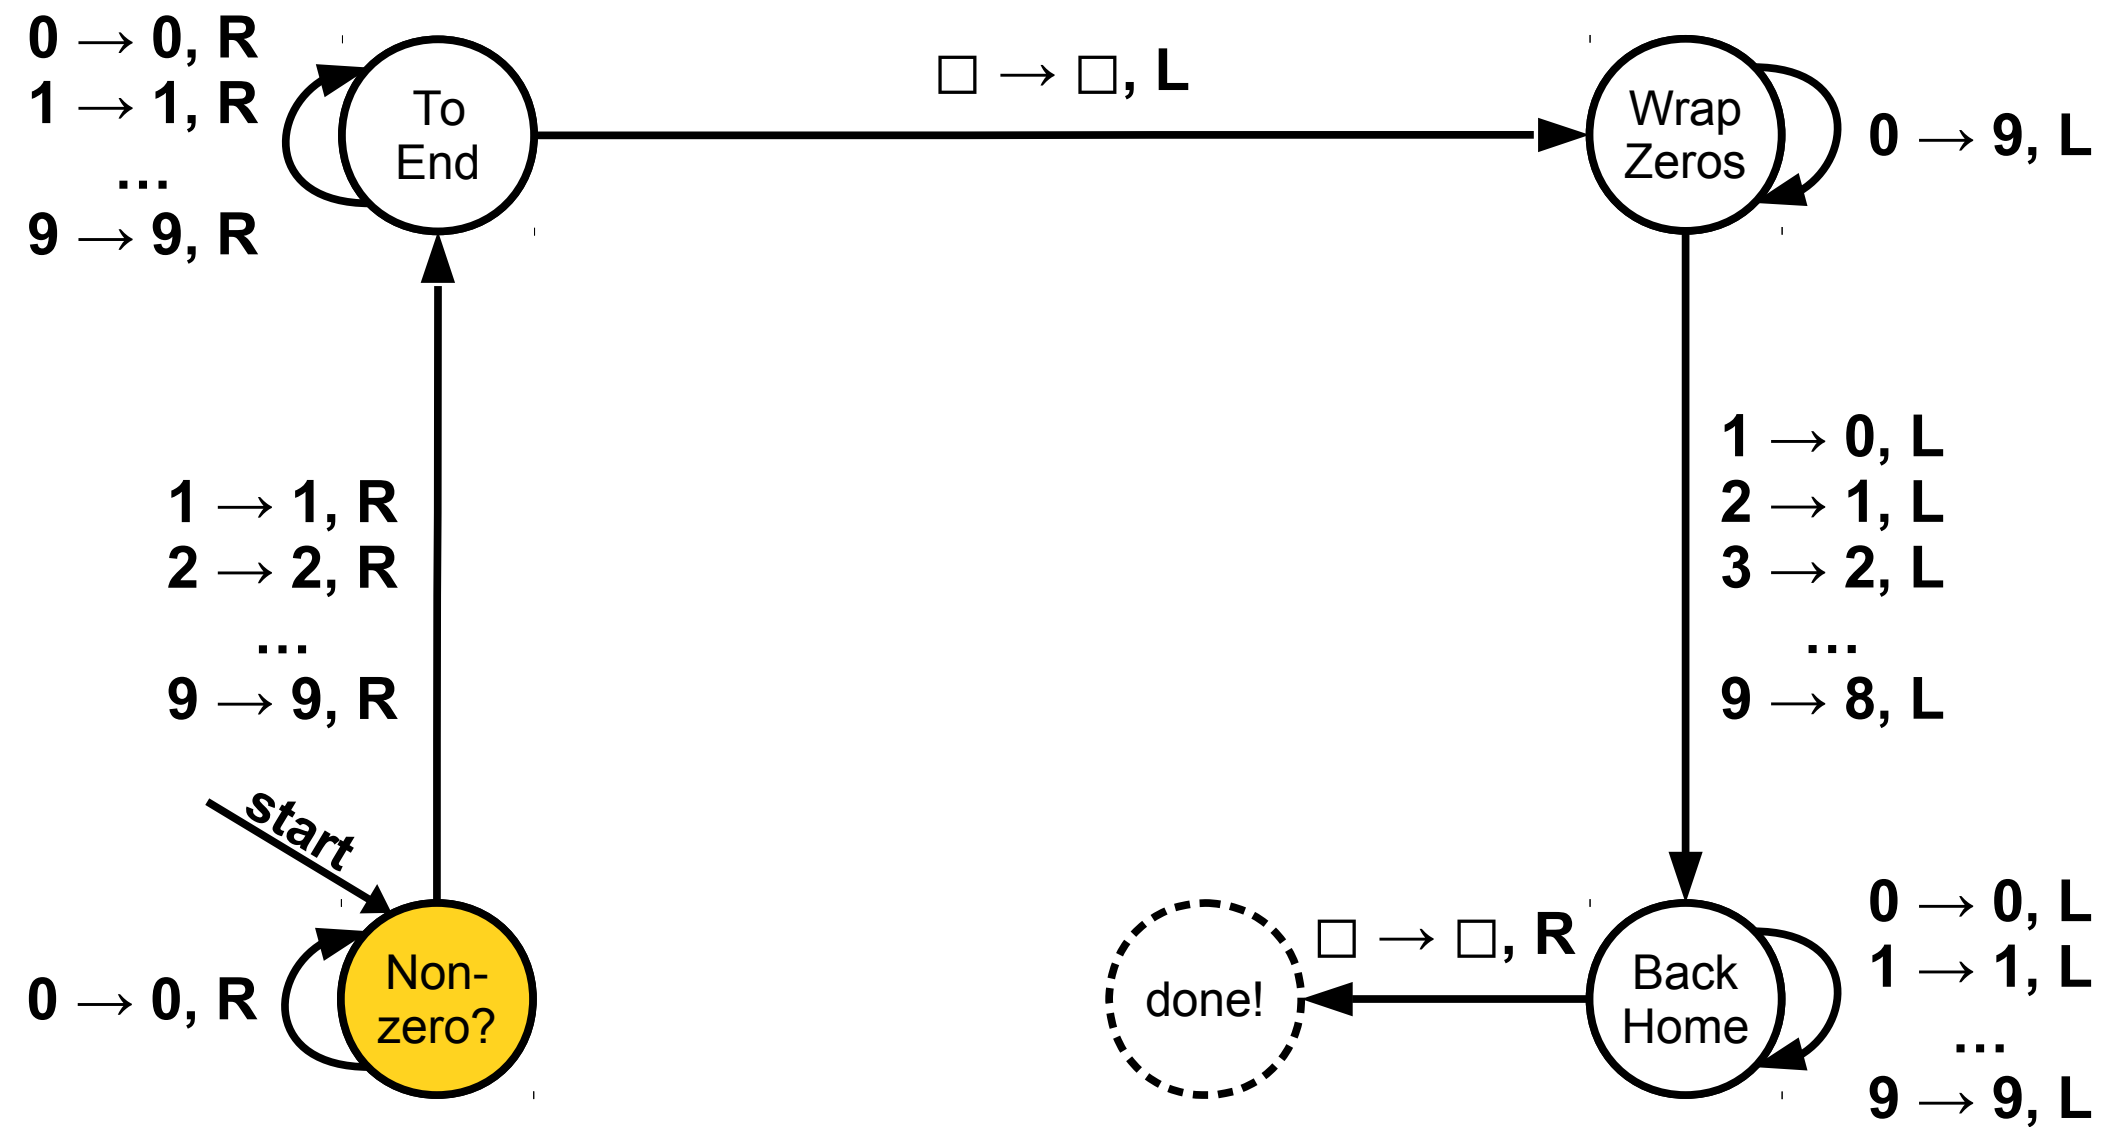 0 → 0, R
1 → 1, R
…
9 → 9, R
To
End
□ → □, L
Wrap
Zeros
0 → 9, L
1 → 1, R
2 → 2, R
…
9 → 9, R
1 → 0, L
2 → 1, L
3 → 2, L
…
9 → 8, L
start
0 → 0, R
Non-
zero?
done!
□ → □, R
Back
Home
0 → 0, L
1 → 1, L
…
9 → 9, L